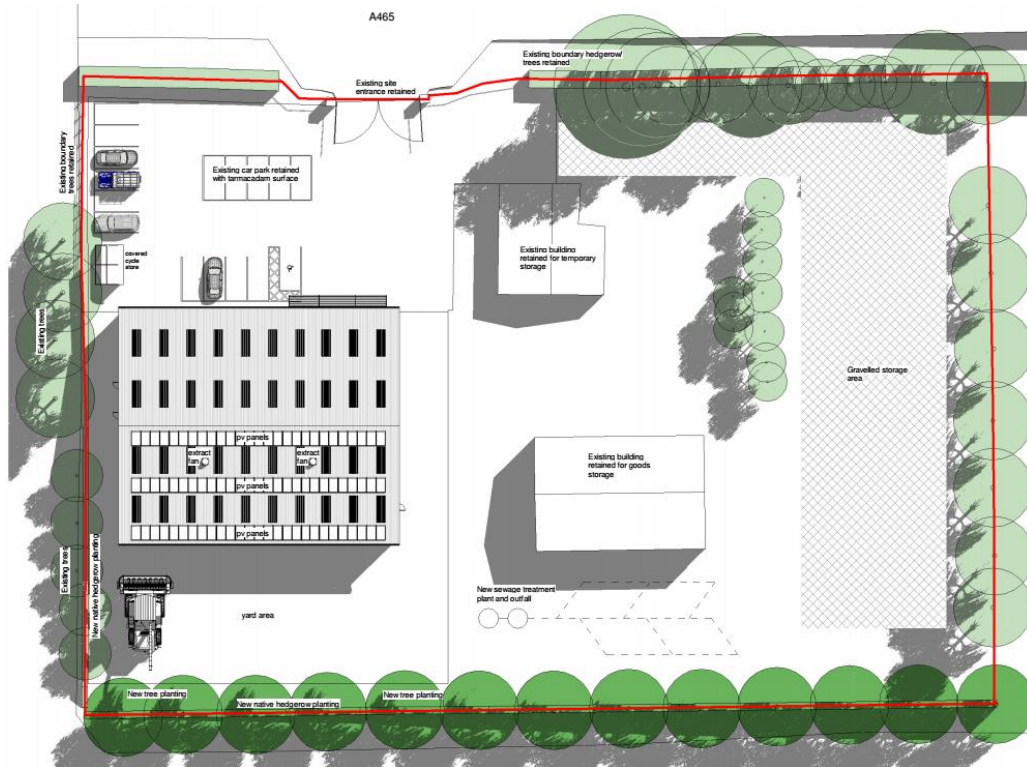 A465
Existing boundary hedgerow/
trees retained
Existing site
entrance retained
Existing boundary
trees retained
Existing car park retained
with tarmacadam surface
covered
cycle
store
Existing building
retained for temporary
storage
Existing trees
Gravelled storage
area
pv panels
extract
fan
extract
fan
pv panels
pv panels
Existing building
retained for goods
storage
Existing trees
New native hedgerow planting
New sewage treatment
plant and outfall
yard area
New tree planting
New native hedgerow planting
New tree planting